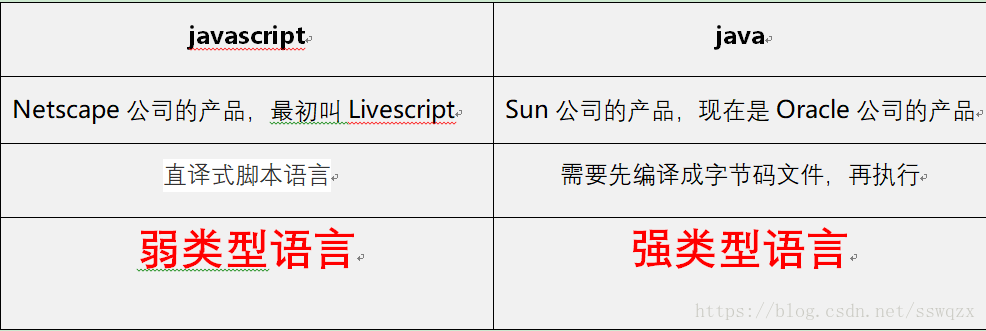 javascript
java
Netscape 公司的产品，最初叫 Livescript
Sun 公司的产品，现在是 Oracle 公司的产品
直译式脚本语言
需要先编译成字节码文件，再执行
弱类型语言
强类型语言
https://blog.csdn.net/sswqzx